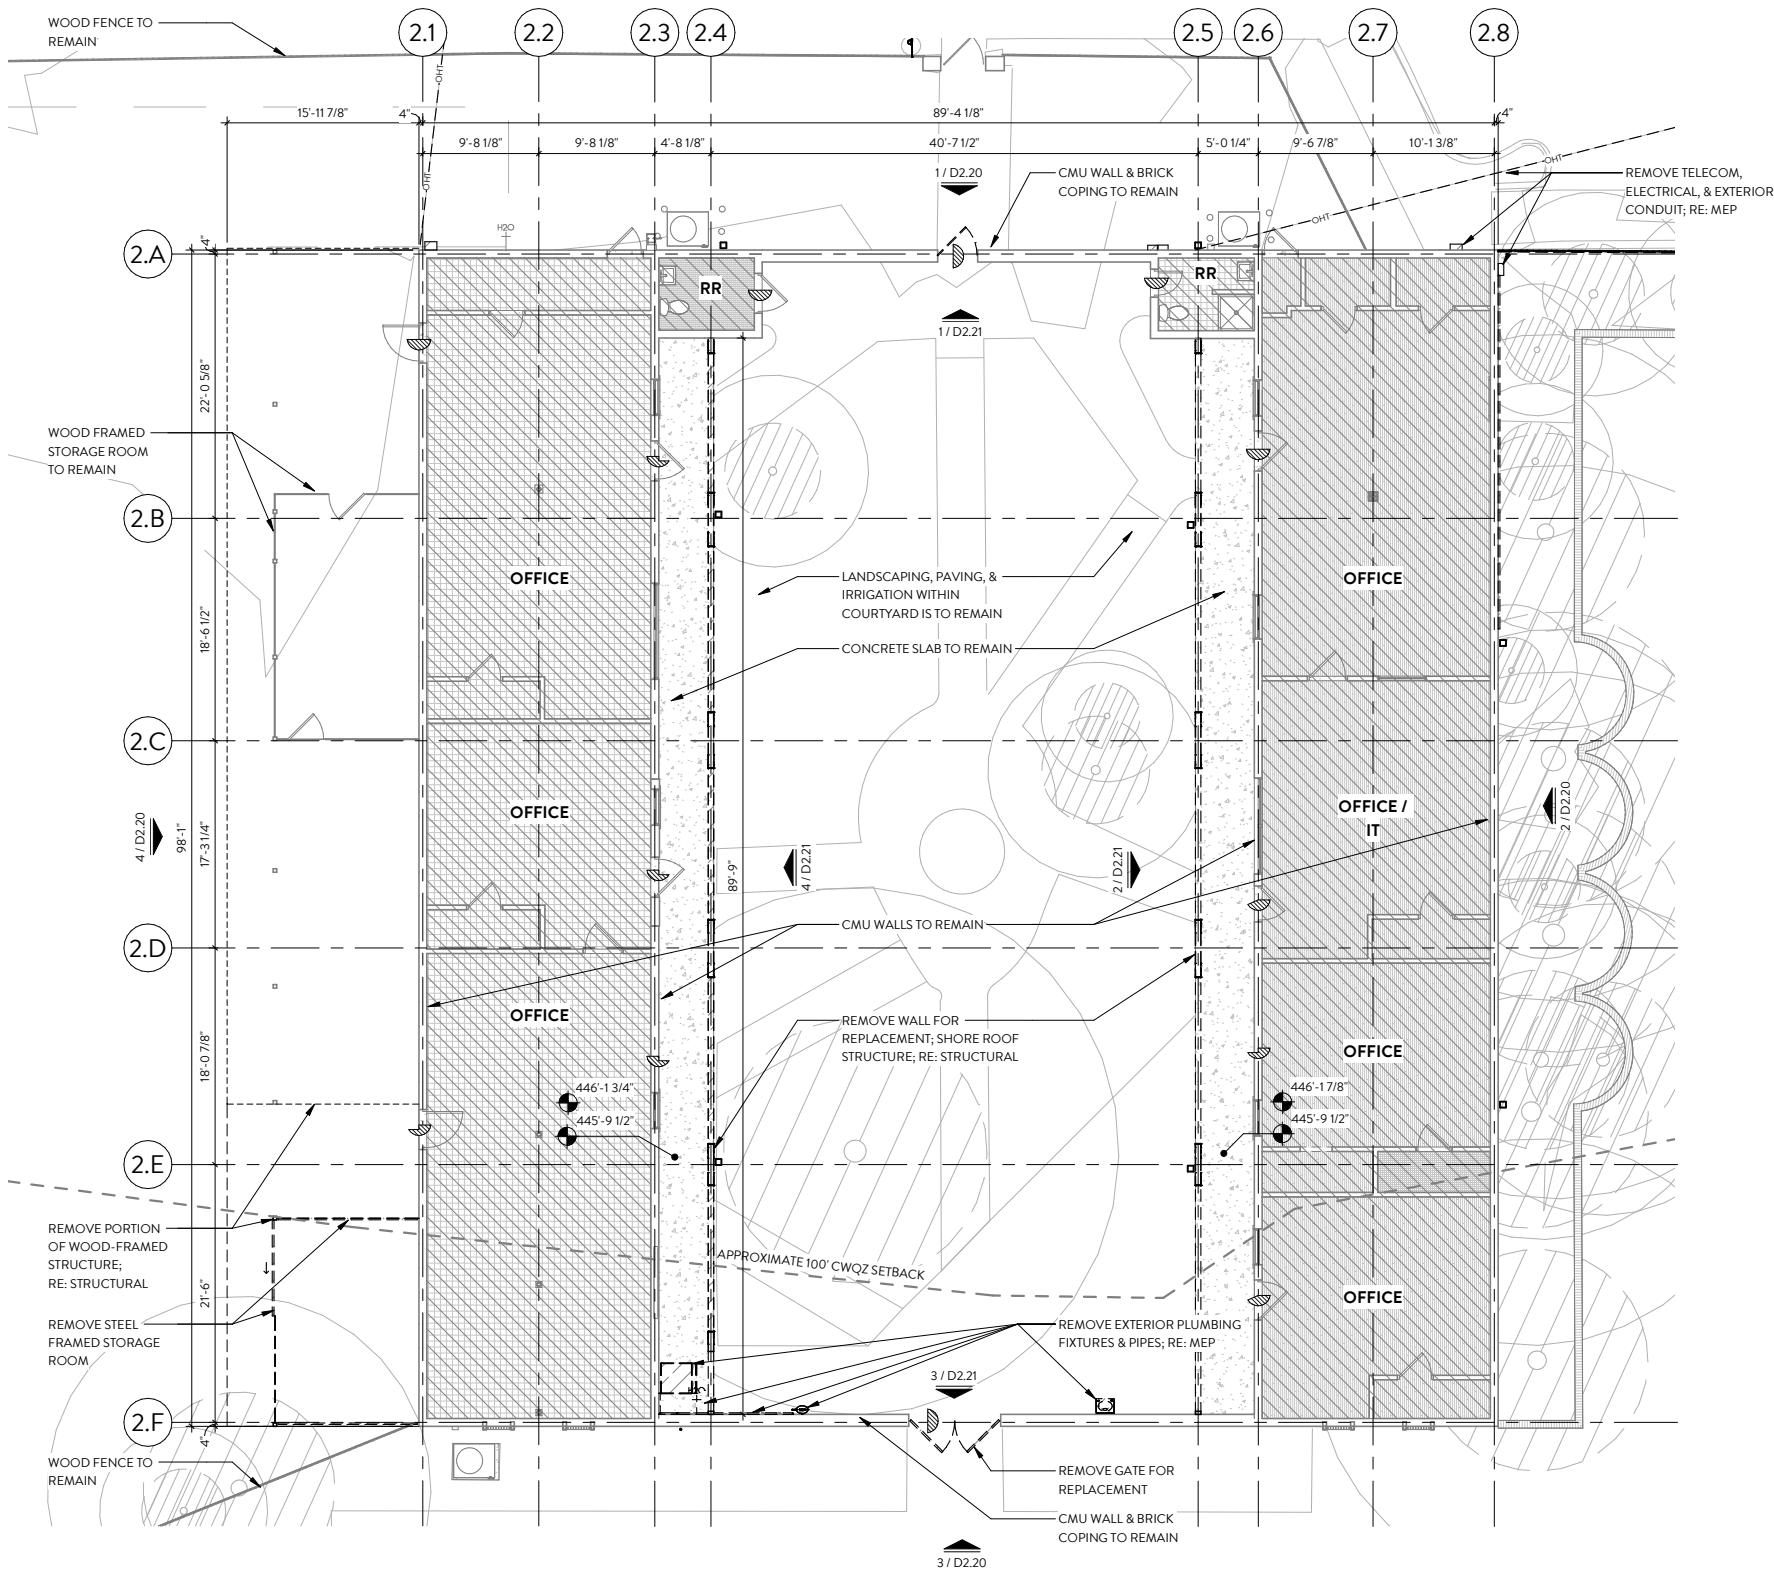 WOOD FENCE TO
REMAIN
2.1
2.2
2.3
2.4
2.5
2.6
2.7
2.8
OHT
15'-11 7/8"
4"
89'-4 1/8"
4"
9'-8 1/8"
9'-8 1/8"
4'-8 1/8"
40'-7 1/2"
5'-0 1/4"
9'-6 7/8"
10'-1 3/8"
OHT
1 / D2.20
CMU WALL & BRICK
COPING TO REMAIN
REMOVE TELECOM,
ELECTRICAL, & EXTERIOR
CONDUIT; RE: MEP
OHT
OHT
H2O
2.A
4"
RR
RR
1 / D2.21
22'-0 5/8"
WOOD FRAMED
STORAGE ROOM
TO REMAIN
2.B
OFFICE
LANDSCAPING, PAVING, &
IRRIGATION WITHIN
COURTYARD IS TO REMAIN
OFFICE
18'-6 1/2"
CONCRETE SLAB TO REMAIN
2.C
OFFICE
OFFICE /
IT
4 / D2.20
98'-1"
17'-3 1/4"
89'-9"
4 / D2.21
2 / D2.21
2 / D2.20
CMU WALLS TO REMAIN
2.D
OFFICE
REMOVE WALL FOR
REPLACEMENT; SHORE ROOF
STRUCTURE; RE: STRUCTURAL
OFFICE
18'-0 7/8"
446'-1 3/4"
445'-9 1/2"
446'-1 7/8"
445'-9 1/2"
2.E
REMOVE PORTION
OF WOOD-FRAMED
STRUCTURE;
RE: STRUCTURAL
APPROXIMATE 100' CWQZ SETBACK
21'-6"
OFFICE
REMOVE STEEL
FRAMED STORAGE
ROOM
REMOVE EXTERIOR PLUMBING
FIXTURES & PIPES; RE: MEP
3 / D2.21
2.F
4"
WOOD FENCE TO
REMAIN
REMOVE GATE FOR
REPLACEMENT
CMU WALL & BRICK
COPING TO REMAIN
3 / D2.20